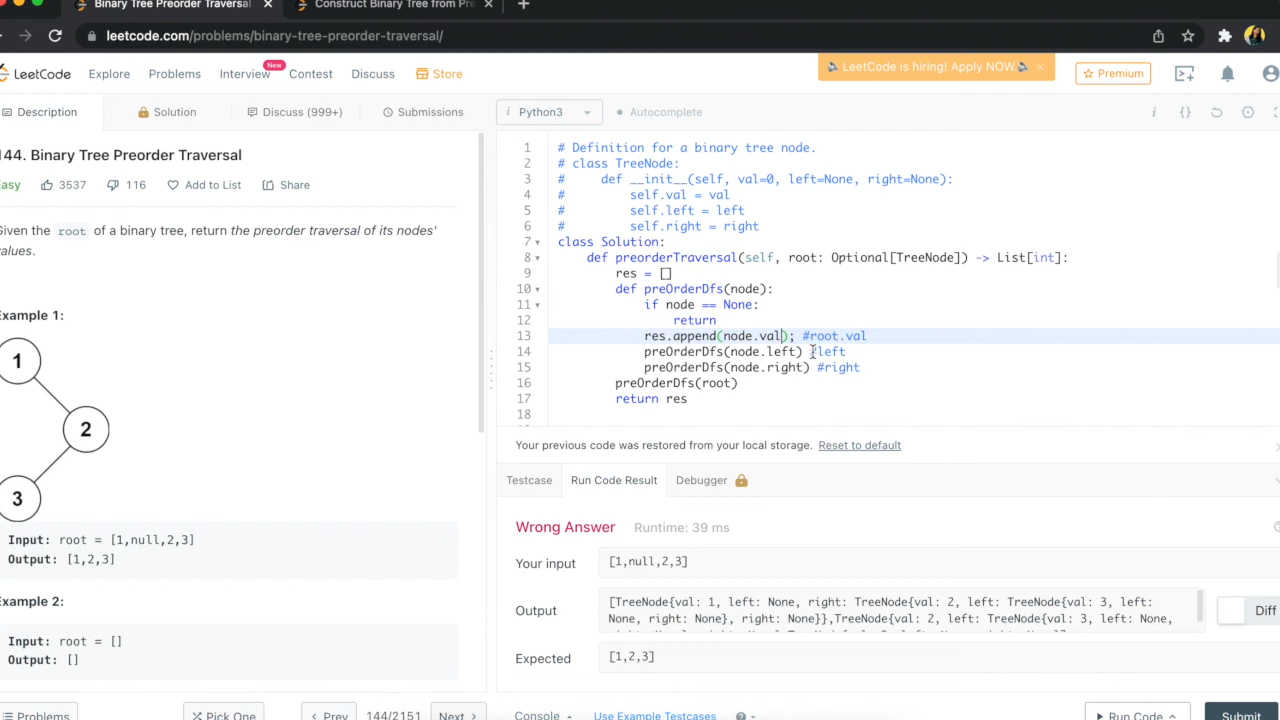 Binary Tree Preorder Traversal
Construct Binary Tree from Pre
leetcode.com/problems/binary-tree-preorder-traversal/
LeetCode
Explore
Problems
Interview
New
Contest
Discuss
Store
LeetCode is hiring! Apply NOW
Premium
Description
Solution
Discuss (999+)
Submissions
i Python3
Autocomplete
144. Binary Tree Preorder Traversal
Easy
3537
116
Add to List
Share
Given the root of a binary tree, return the preorder traversal of its nodes'
values.
Example 1:
1
2
3
Input: root = [1,null,2,3]
Output: [1,2,3]
Example 2:
Input: root = []
Output: []
1 # Definition for a binary tree node.
2 # class TreeNode:
3 #     def __init__(self, val=0, left=None, right=None):
4 #         self.val = val
5 #         self.left = left
6 #         self.right = right
7 class Solution:
8     def preorderTraversal(self, root: Optional[TreeNode]) -> List[int]:
9         res = []
10         def preOrderDfs(node):
11             if node == None:
12                 return
13             res.append(node.val); #root.val
14             preOrderDfs(node.left) #left
15             preOrderDfs(node.right) #right
16         preOrderDfs(root)
17         return res
18
Your previous code was restored from your local storage. Reset to default
Testcase
Run Code Result
Debugger
Wrong Answer
Runtime: 39 ms
Your input
[1,null,2,3]
Output
[TreeNode{val: 1, left: None, right: TreeNode{val: 2, left: TreeNode{val: 3, left:
None, right: None}, right: None}},TreeNode{val: 2, left: TreeNode{val: 3, left: None,
Diff
Expected
[1,2,3]
Problems
Pick One
Prev
144/2151
Next
Console
Use Example Testcases
Run Code
Submit